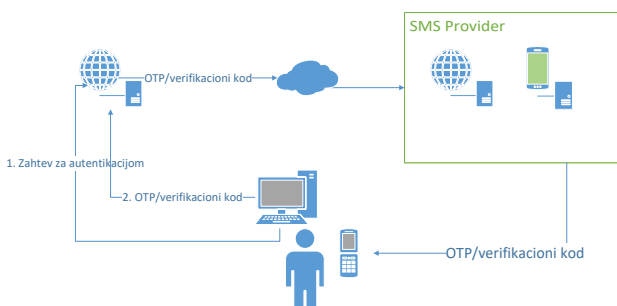 SMS Provider
OTP/verifikacioni kod
1. Zahtev za autentikacijom
2. OTP/verifikacioni kod
OTP/verifikacioni kod